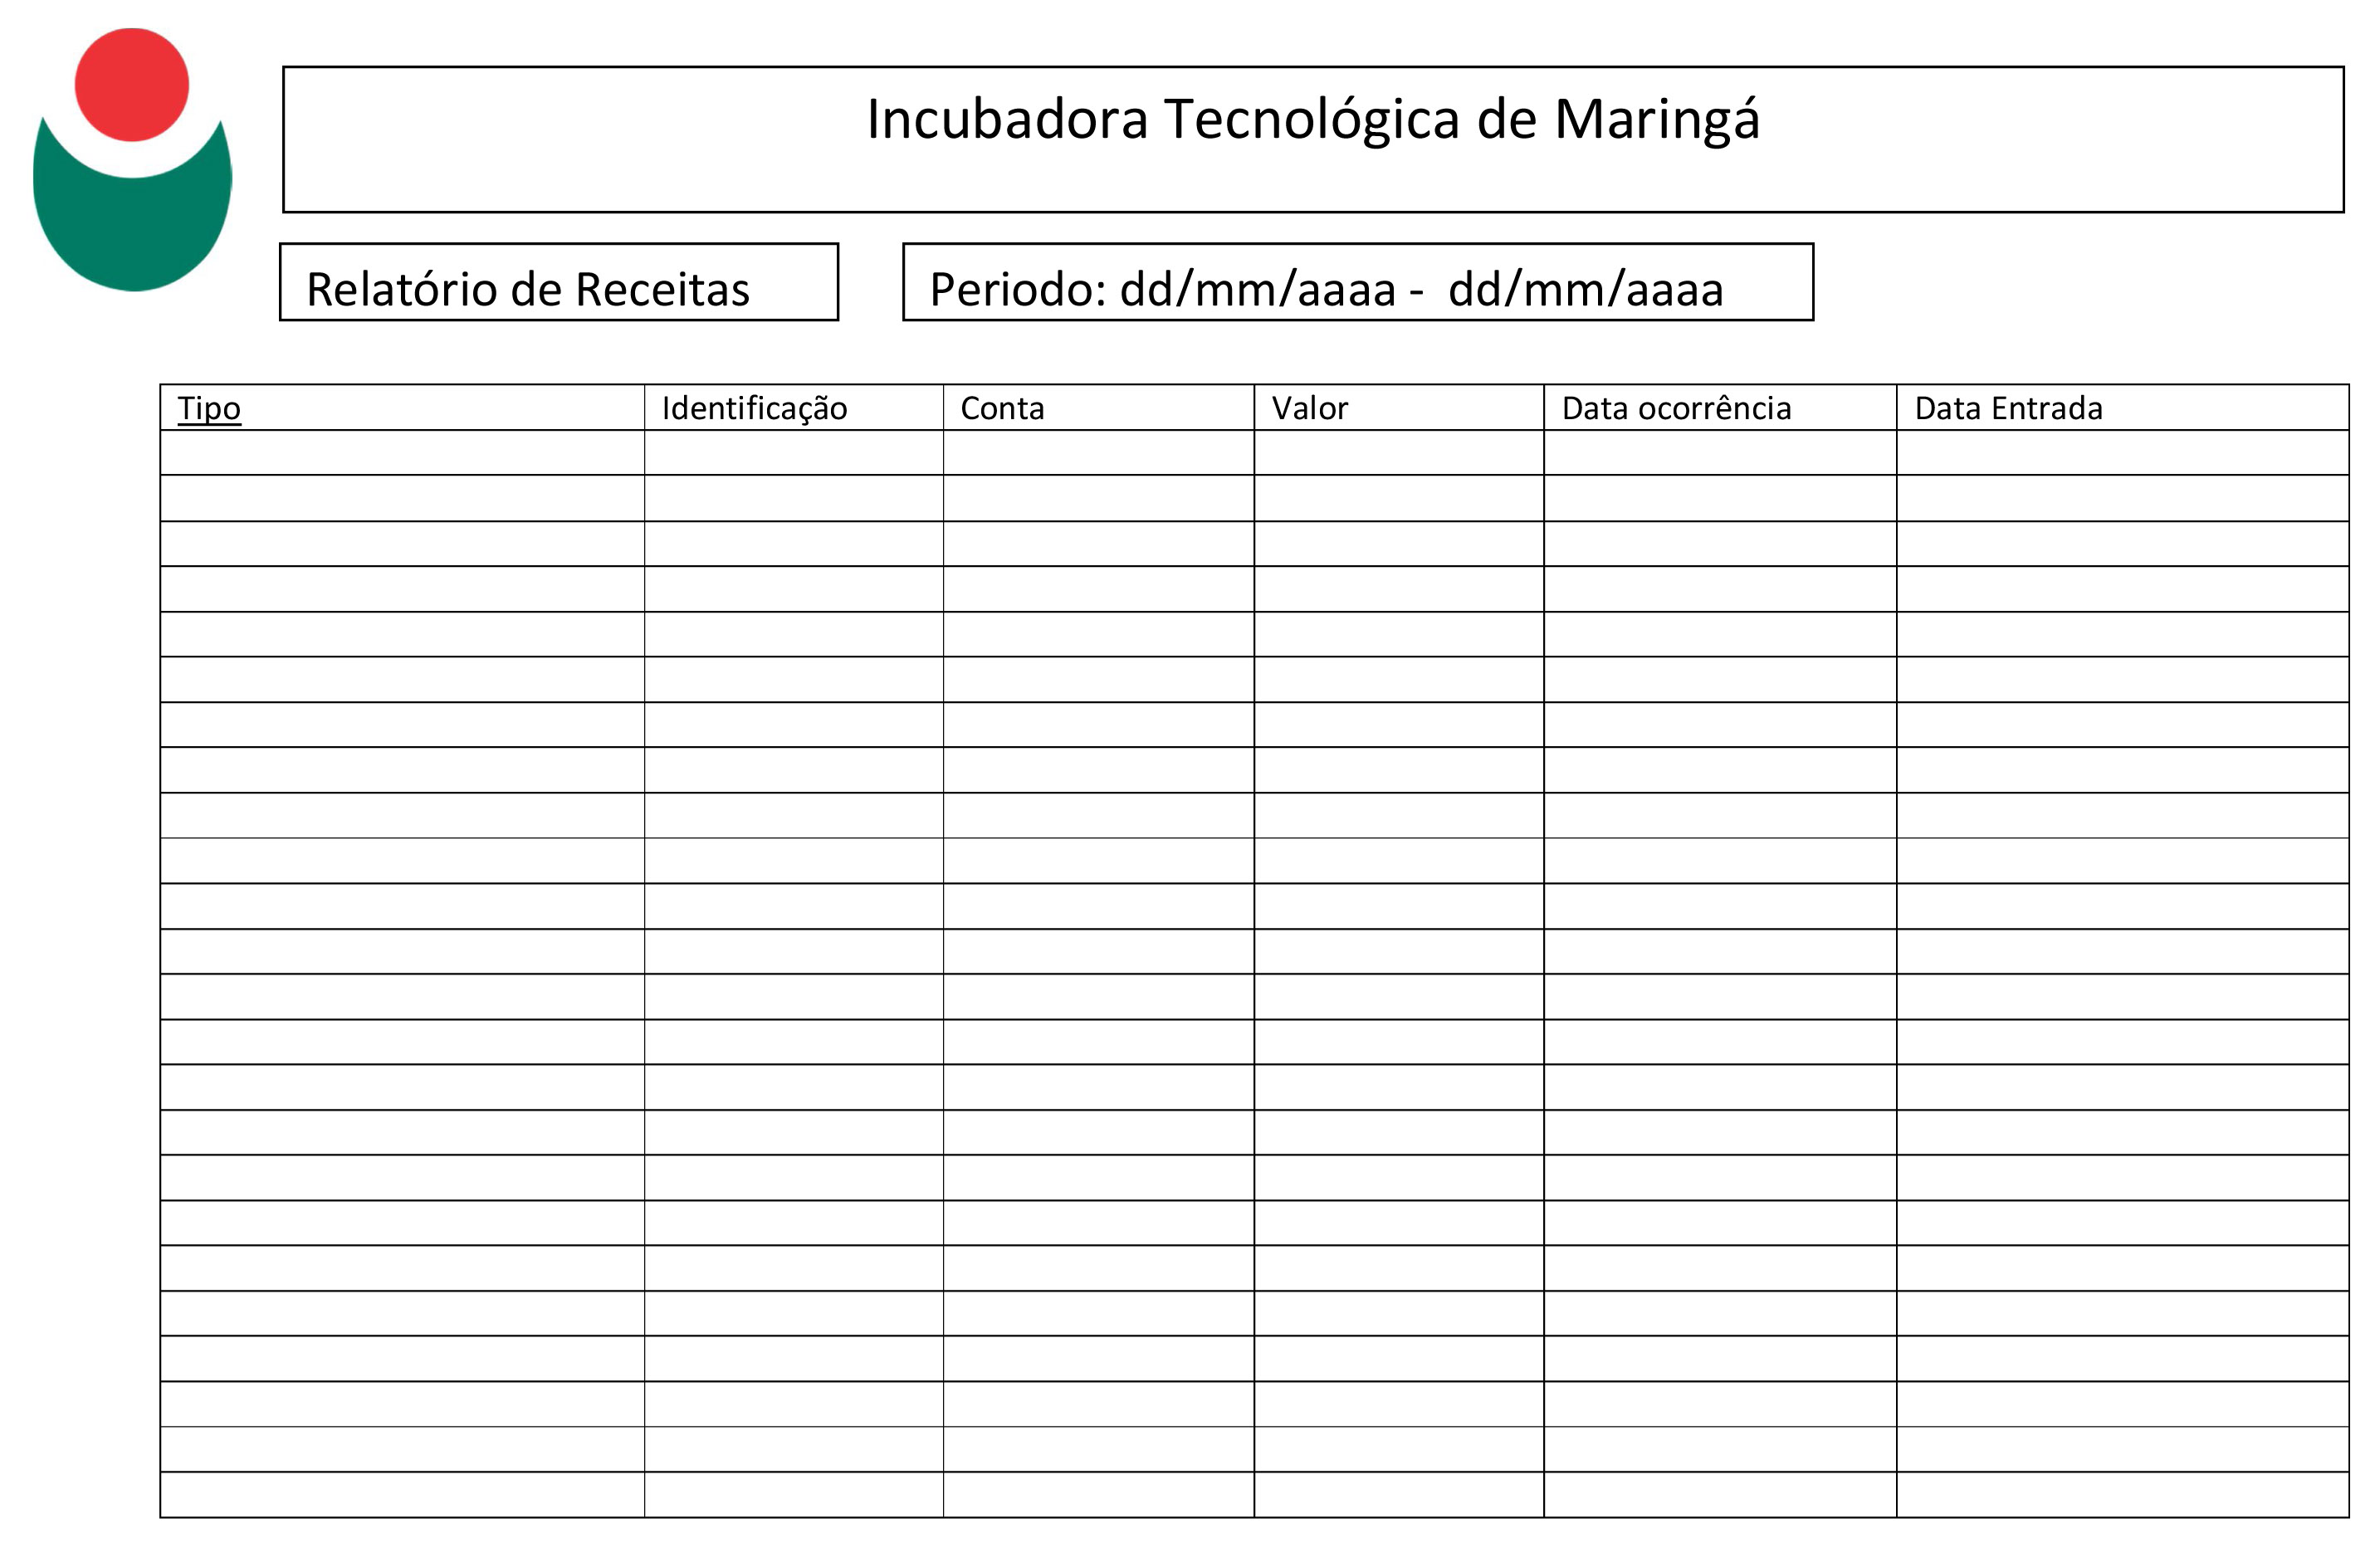 Incubadora Tecnológica de Maringá
Relatório de Receitas
Periodo: dd/mm/aaaa -  dd/mm/aaaa
Tipo Identificação Conta Valor Data ocorrência Data Entrada